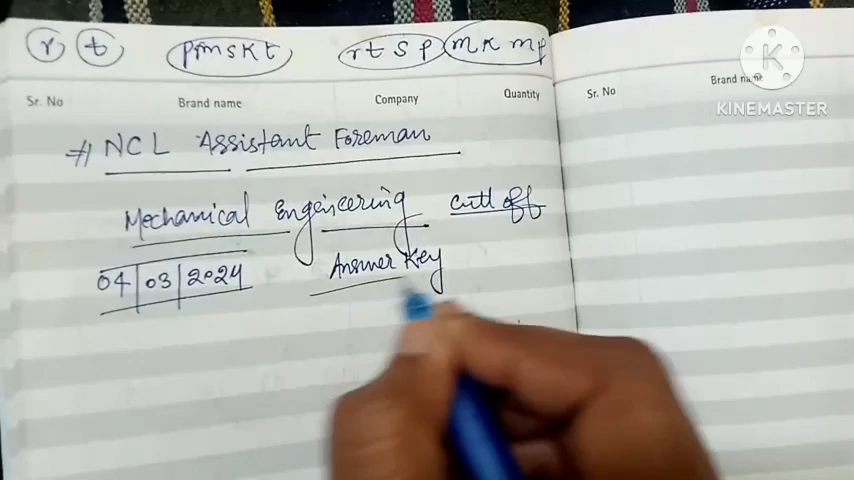 r t pmskt rtsp mkmp
Sr. No Brand name Company Quantity
Sr. No Brand name
KINEMASTER
# NCL Assistant Foreman
Mechanical Engineering Cutt off
04 | 03 | 2024 Answer Key